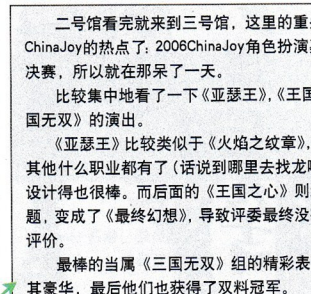 二号馆看完就来到三号馆，这里的重
ChinaJoy的热点了：2006ChinaJoy角色扮演
决赛，所以就在那呆了一天。
比较集中地看了一下《亚瑟王》，《王国
国无双》的演出。
《亚瑟王》比较类似于《火焰之纹章》，
其他什么职业都有了（话说到哪里去找龙
设计得也很棒。而后面的《王国之心》则
题，变成了《最终幻想》，导致评委最终没
评价。
最棒的当属《三国无双》组的精彩表
其豪华，最后他们也获得了双料冠军。